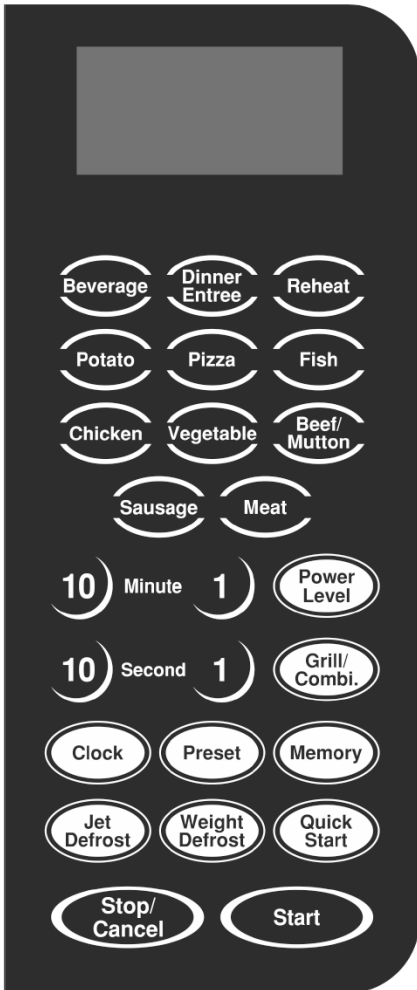 Beverage Dinner Entree Reheat
Potato Pizza Fish
Chicken Vegetable Beef/ Mutton
Sausage Meat
10 Minute 1 Power Level
10 Second 1 Grill/ Combi.
Clock Preset Memory
Jet Defrost Weight Defrost Quick Start
Stop/ Cancel Start